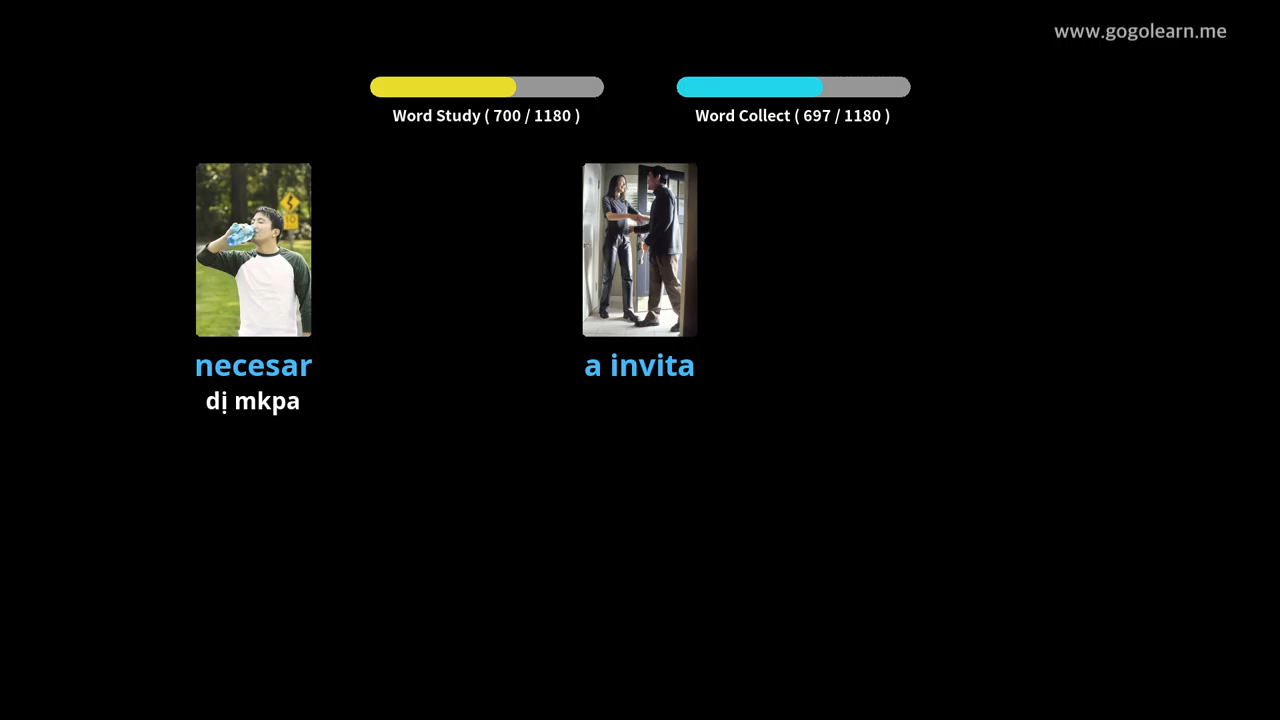 www.gogolearn.me
Word Study ( 700 / 1180 )
Word Collect ( 697 / 1180 )
necesar
dị mkpa
a invita